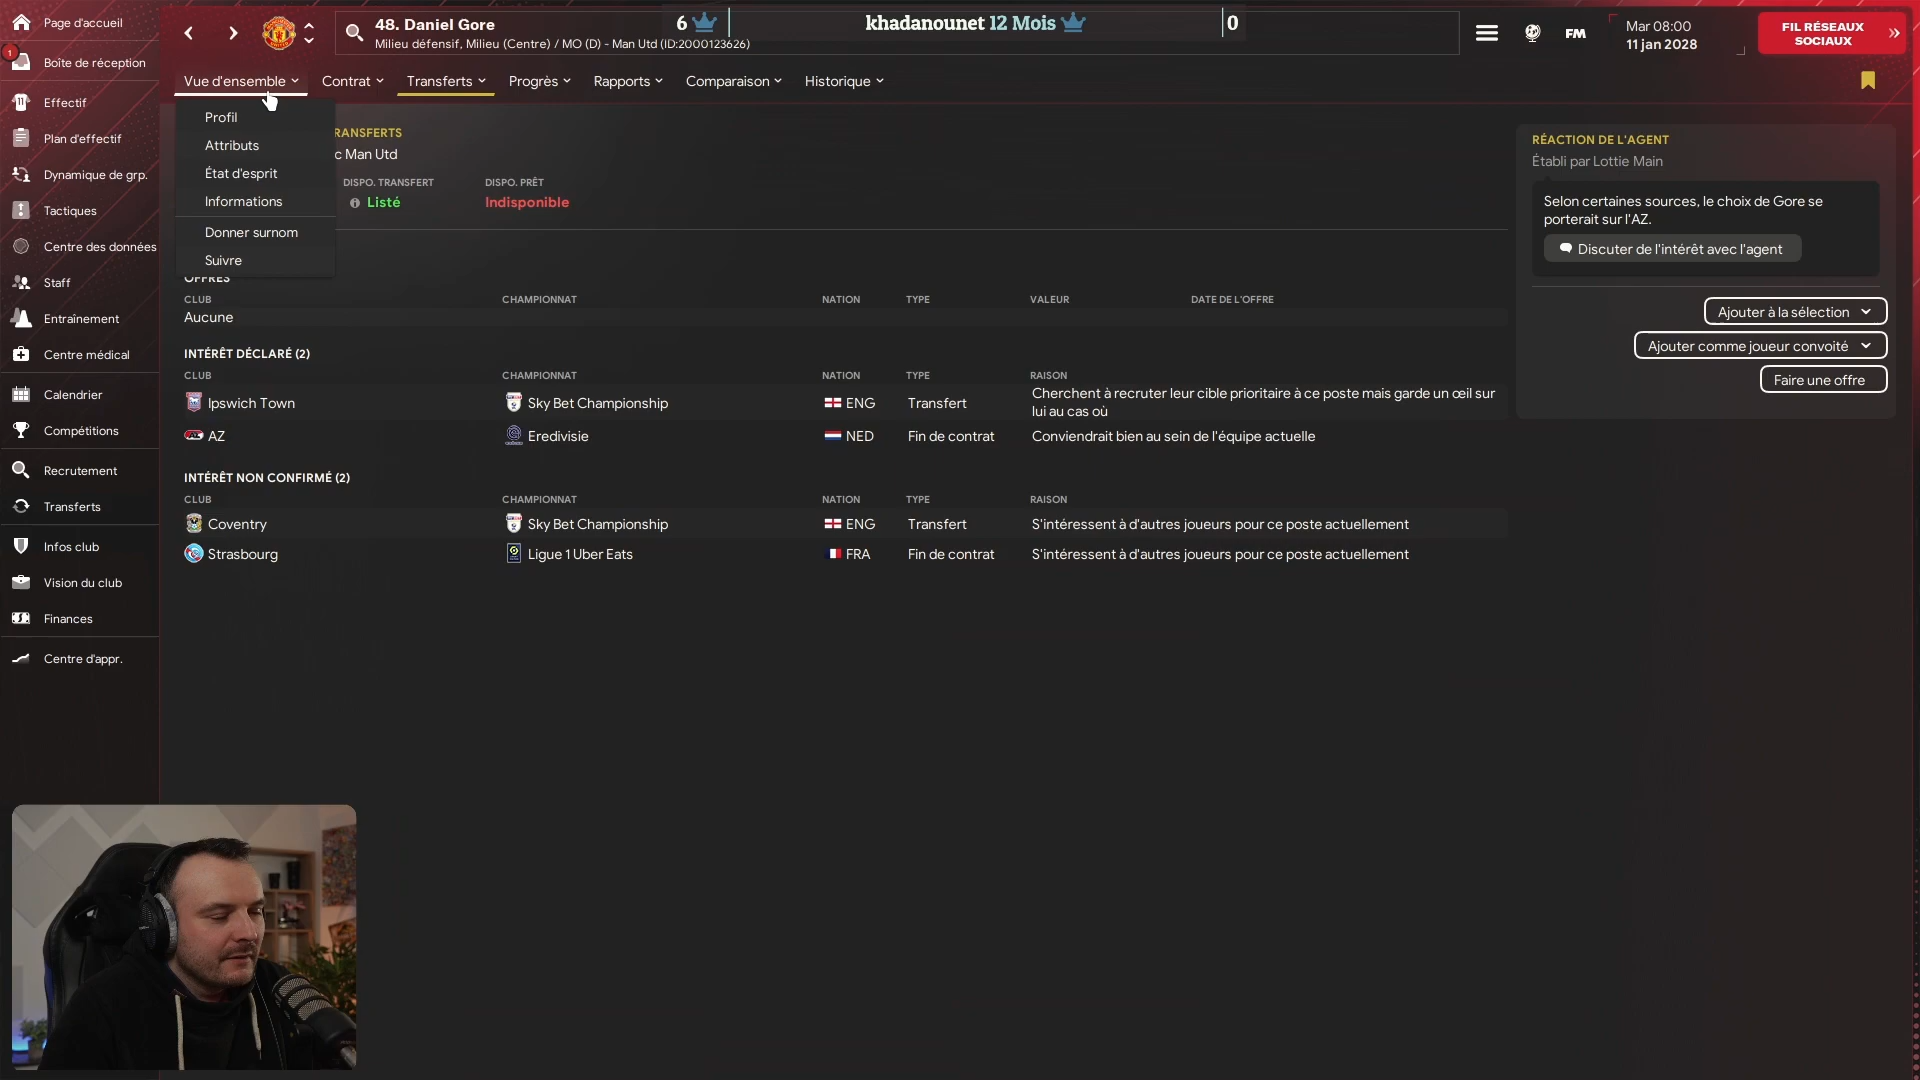 Page d'accueil
1
Boîte de réception
11
Effectif
Plan d'effectif
Dynamique de grp.
Tactiques
Centre des données
Staff
Entraînement
Centre médical
Calendrier
Compétitions
Recrutement
Transferts
Infos club
Vision du club
Finances
Centre d'appr.
48. Daniel Gore
Milieu défensif, Milieu (Centre) / MO (D) - Man Utd (ID:2000123626)
6
khadanounet 12 Mois
0
FM
Mar 08:00
11 jan 2028
FIL RÉSEAUX
SOCIAUX
Vue d'ensemble
Contrat
Transferts
Progrès
Rapports
Comparaison
Historique
Profil
Attributs
État d'esprit
Informations
Donner surnom
Suivre
RANSFERTS
c Man Utd
DISPO. TRANSFERT
DISPO. PRÊT
Listé
Indisponible
OFFRES
CLUB
CHAMPIONNAT
NATION
TYPE
VALEUR
DATE DE L'OFFRE
Aucune
INTÉRÊT DÉCLARÉ (2)
CLUB
CHAMPIONNAT
NATION
TYPE
RAISON
Ipswich Town
Sky Bet Championship
ENG
Transfert
Cherchent à recruter leur cible prioritaire à ce poste mais garde un œil sur
lui au cas où
AZ
Eredivisie
NED
Fin de contrat
Conviendrait bien au sein de l'équipe actuelle
INTÉRÊT NON CONFIRMÉ (2)
CLUB
CHAMPIONNAT
NATION
TYPE
RAISON
Coventry
Sky Bet Championship
ENG
Transfert
S'intéressent à d'autres joueurs pour ce poste actuellement
Strasbourg
Ligue 1 Uber Eats
FRA
Fin de contrat
S'intéressent à d'autres joueurs pour ce poste actuellement
RÉACTION DE L'AGENT
Établi par Lottie Main
Selon certaines sources, le choix de Gore se
porterait sur l'AZ.
Discuter de l'intérêt avec l'agent
Ajouter à la sélection
Ajouter comme joueur convoité
Faire une offre